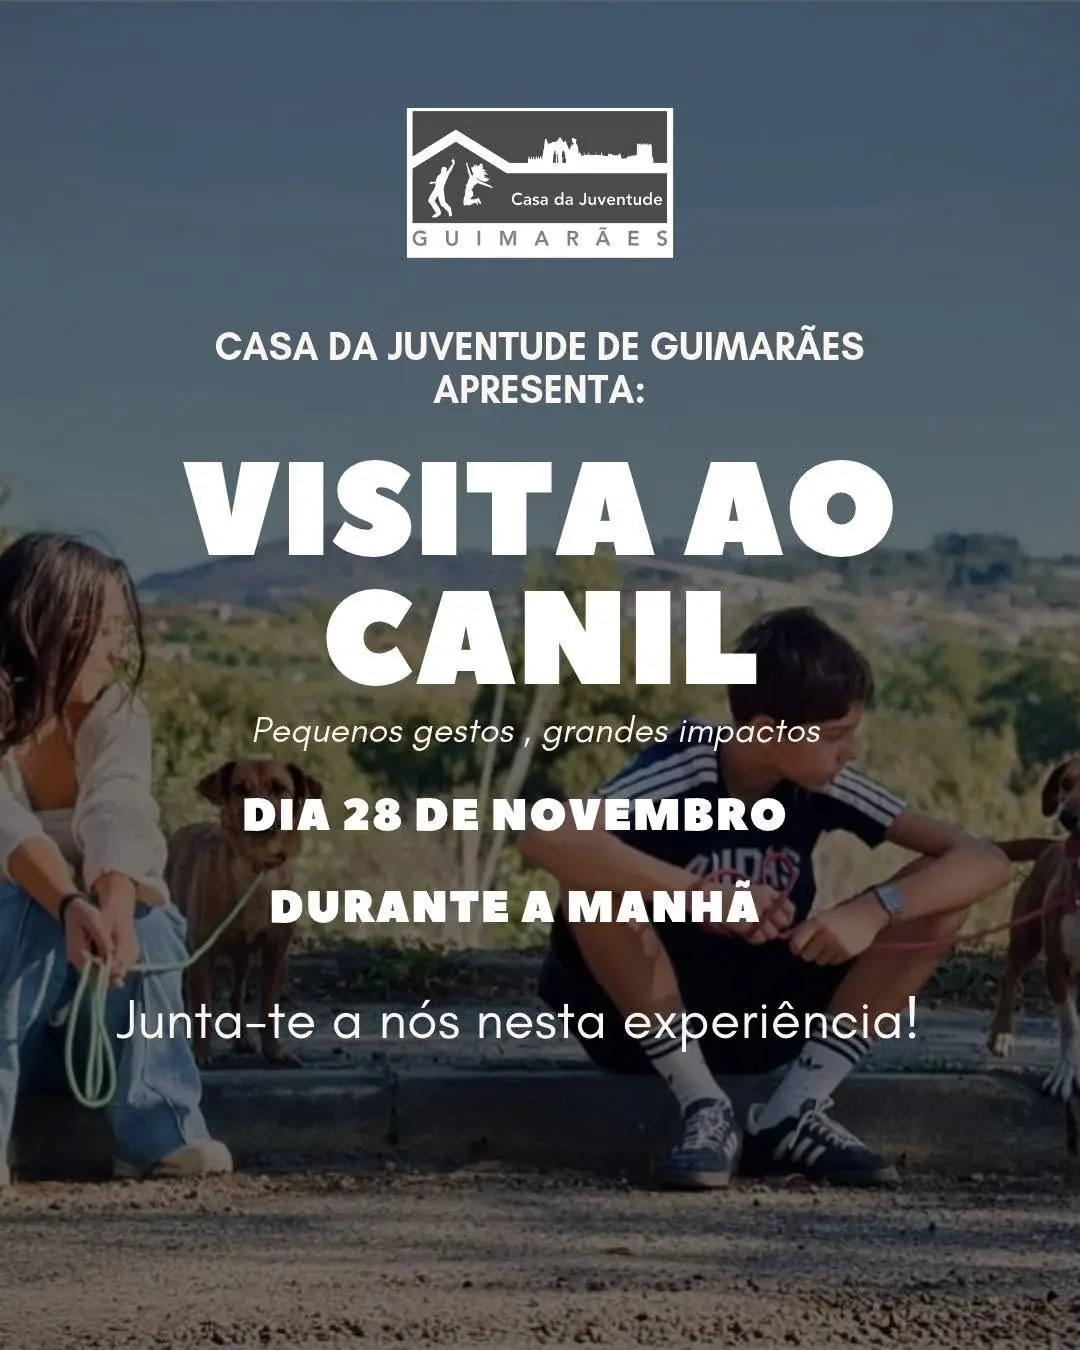 Casa da Juventude
GUIMARÃES
CASA DA JUVENTUDE DE GUIMARÃES
APRESENTA:
VISITA AO
CANIL
Pequenos gestos , grandes impactos
DIA 28 DE NOVEMBRO
DURANTE A MANHÃ
Junta-te a nós nesta experiência!